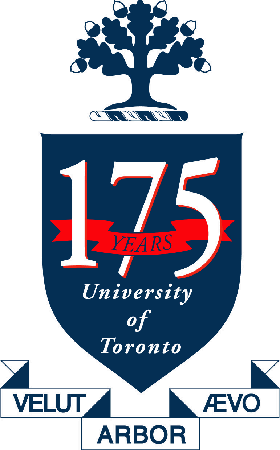 175
YEARS
University
of
Toronto
VELUT ÆVO
ARBOR